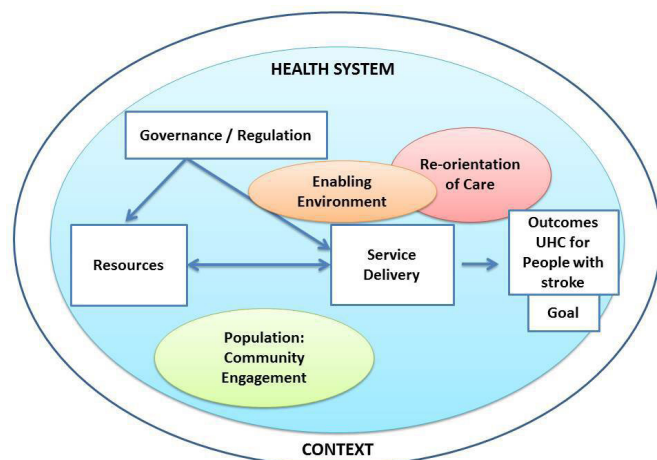 HEALTH SYSTEM
Governance / Regulation
Re-orientation
of Care
Enabling
Environment
Resources
Service
Delivery
Outcomes
UHC for
People with
stroke
Goal
Population:
Community
Engagement
CONTEXT